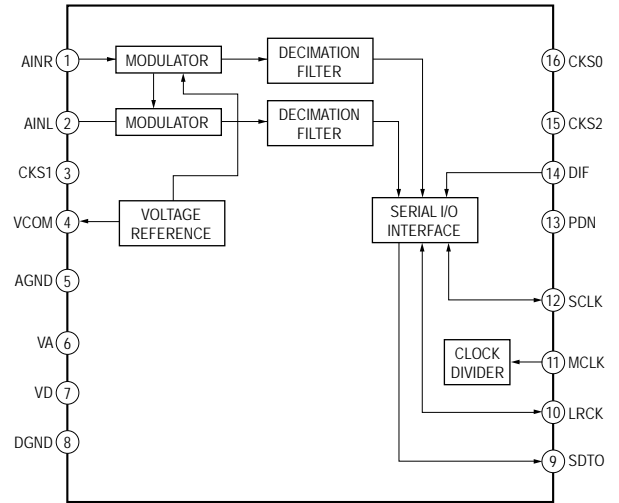 AINR 1
MODULATOR
DECIMATION
FILTER
16 CKS0
AINL 2
MODULATOR
DECIMATION
FILTER
15 CKS2
CKS1 3
14 DIF
VCOM 4
VOLTAGE
REFERENCE
SERIAL I/O
INTERFACE
13 PDN
AGND 5
12 SCLK
VA 6
CLOCK
DIVIDER
11 MCLK
VD 7
10 LRCK
DGND 8
9 SDTO